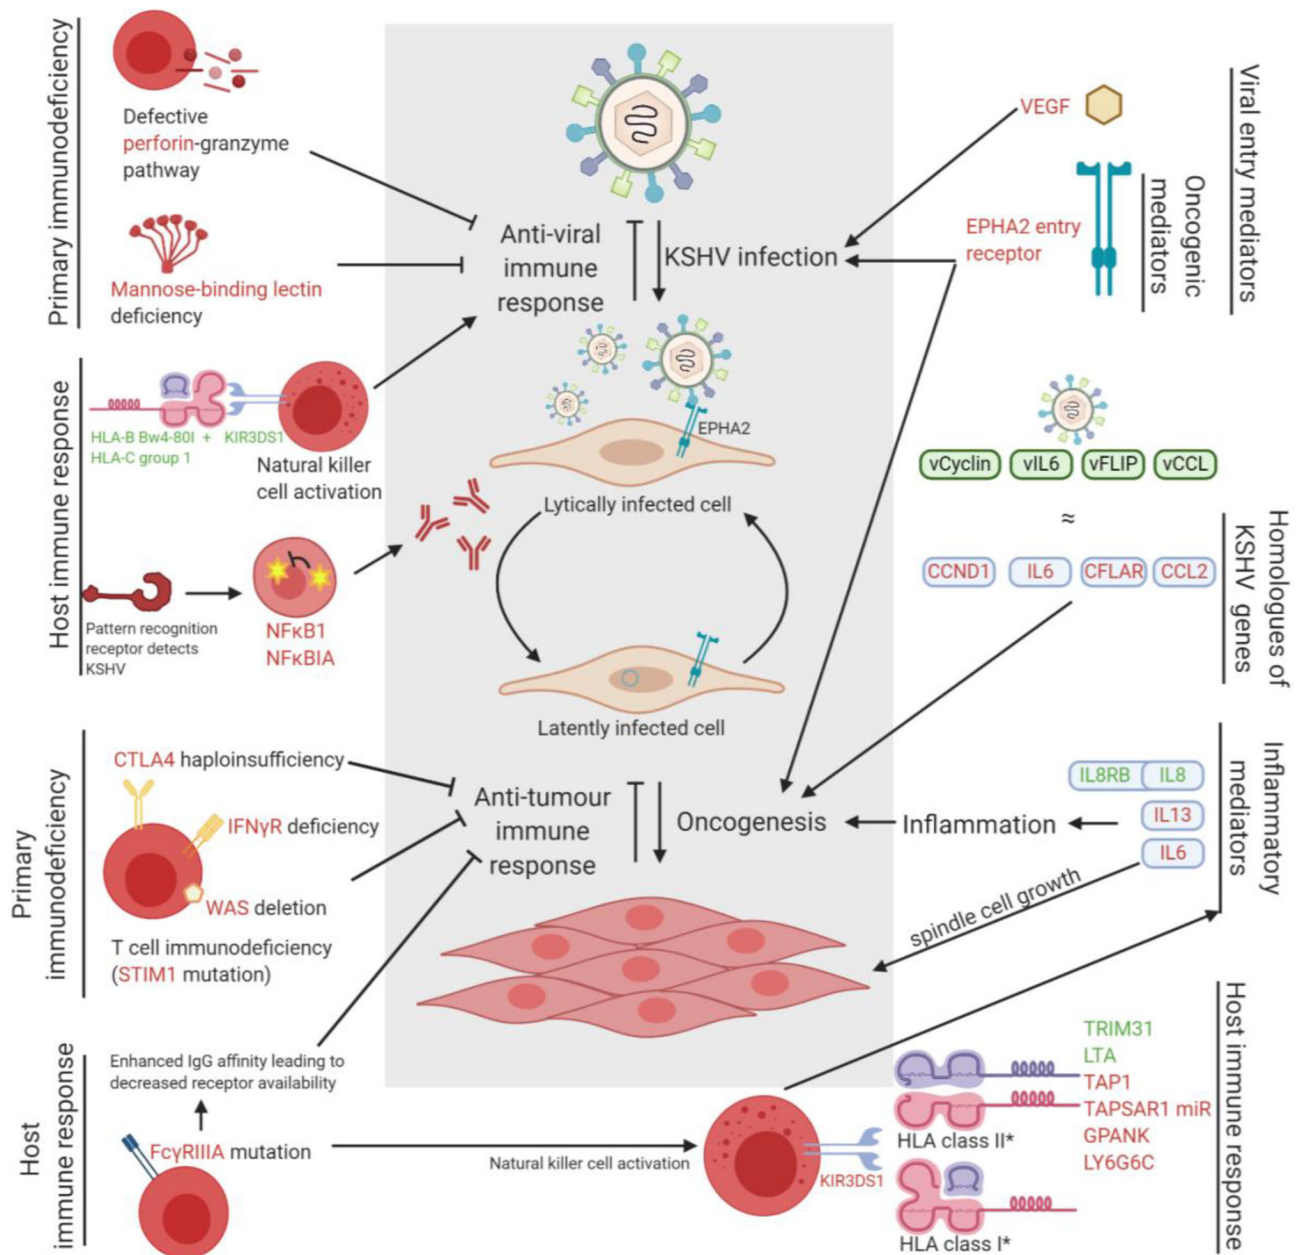 Primary immunodeficiency
Defective
perforin-granzyme
pathway
Mannose-binding lectin
deficiency
Host immune response
HLA-B Bw4-80I + KIR3DS1
HLA-C group 1
Natural killer
cell activation
Pattern recognition
receptor detects
KSHV
NFκB1
NFκBIA
Primary
immunodeficiency
CTLA4 haploinsufficiency
IFNγR deficiency
WAS deletion
T cell immunodeficiency
(STIM1 mutation)
Host
immune response
Enhanced IgG affinity leading to
decreased receptor availability
FcγRIIIA mutation
Natural killer cell activation
Anti-viral
immune
response
KSHV infection
EPHA2
Lytically infected cell
Latently infected cell
Anti-tumour
immune
response
Oncogenesis
Viral entry mediators
Oncogenic
mediators
VEGF
EPHA2 entry
receptor
vCyclin vIL6 vFLIP vCCL
≈
CCND1 IL6 CFLAR CCL2
Homologues of
KSHV genes
Inflammatory
mediators
IL8RB IL8
IL13
IL6
Inflammation
spindle cell growth
Host immune response
TRIM31
LTA
TAP1
TAPSAR1 miR
GPANK
LY6G6C
HLA class II*
KIR3DS1
HLA class I*